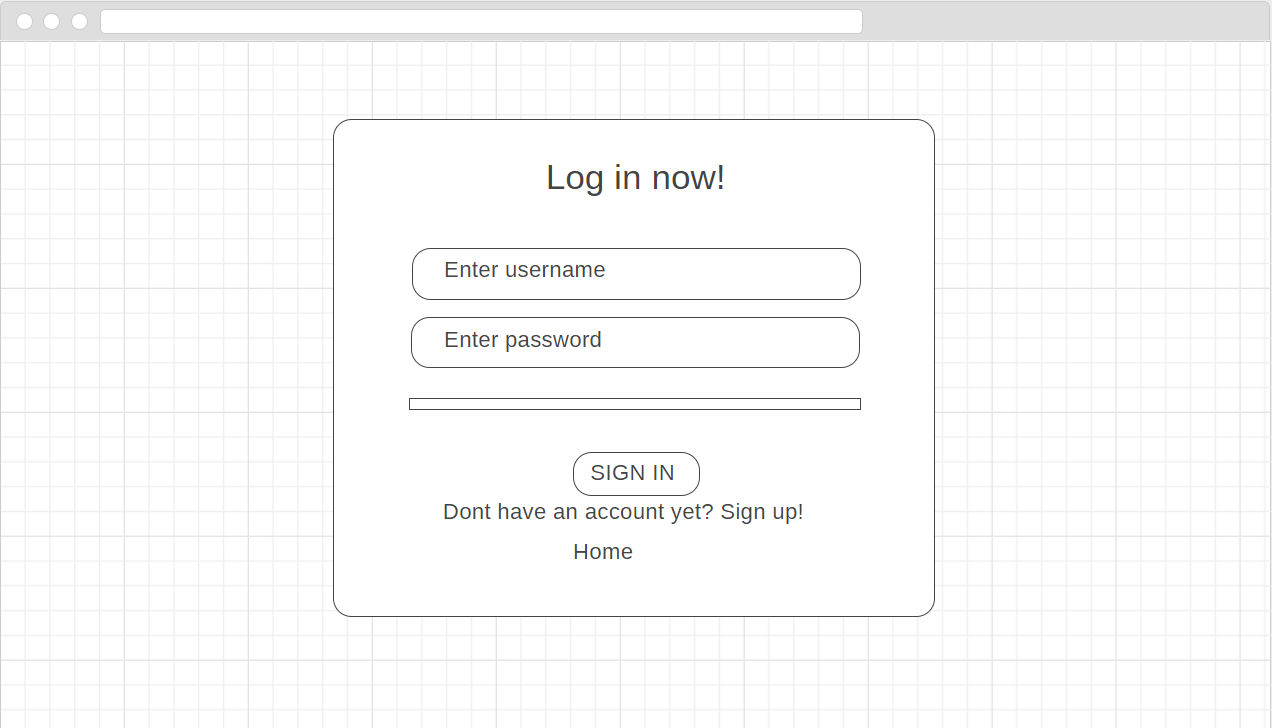 Log in now!
Enter username
Enter password
SIGN IN
Dont have an account yet? Sign up!
Home